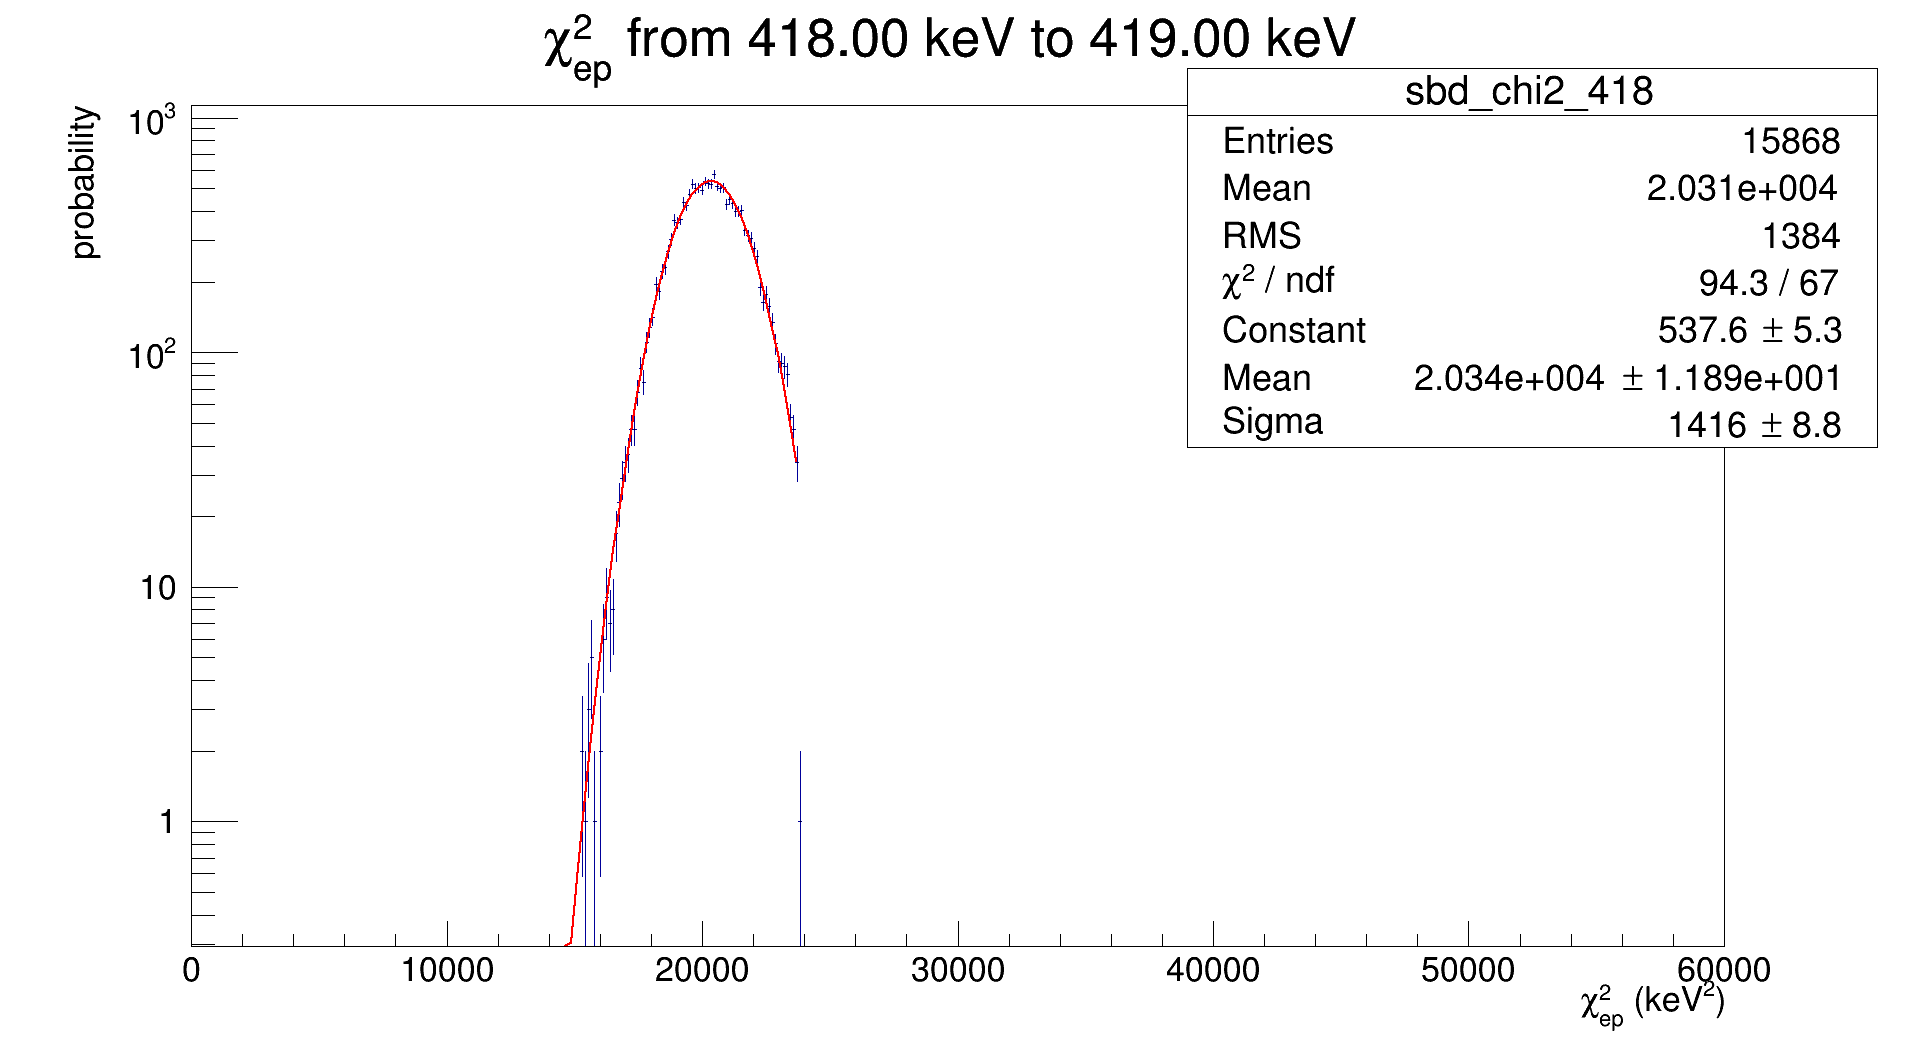 χ²ep from 418.00 keV to 419.00 keV
sbd_chi2_418
Entries 15868
Mean 2.031e+004
RMS 1384
χ² / ndf 94.3 / 67
Constant 537.6 ± 5.3
Mean 2.034e+004 ± 1.189e+001
Sigma 1416 ± 8.8
probability
10³
10²
10
1
0 10000 20000 30000 40000 50000 60000
χ²ep (keV²)